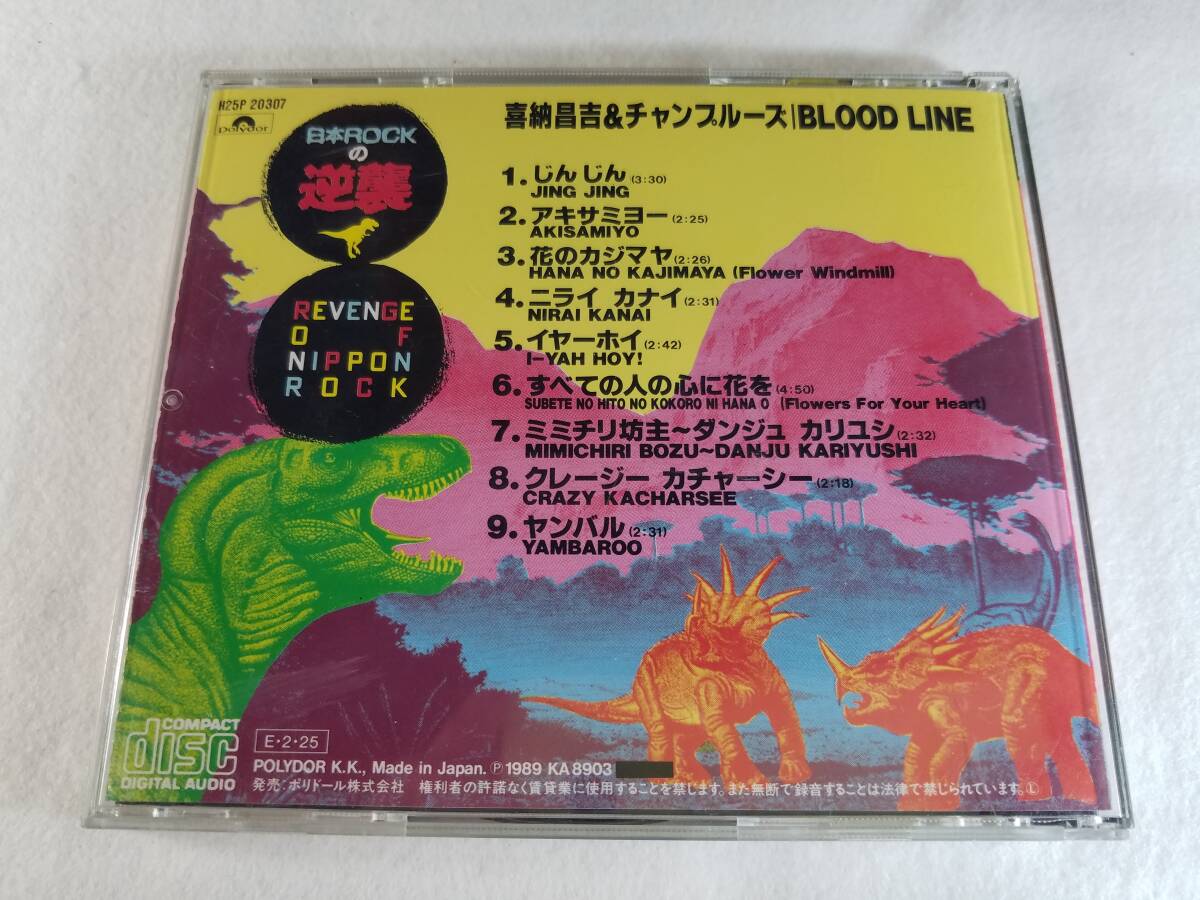 H25P 20307
Polydor
日本ROCK
の
逆襲
REVENGE
OF
NIPPON
ROCK
喜納昌吉&チャンプルーズ|BLOOD LINE
1.じんじん(3:30)
JING JING
2.アキサミヨー(2:25)
AKISAMIYO
3.花のカジマヤ(2:26)
HANA NO KAJIMAYA (Flower Windmill)
4.ニライ カナイ(2:31)
NIRAI KANAI
5.イヤーホイ(2:42)
I-YAH HOY!
6.すべての人の心に花を(4:50)
SUBETE NO HITO NO KOKORO NI HANA O (Flowers For Your Heart)
7.ミミチリ坊主~ダンジュ カリユシ(2:32)
MIMICHIRI BOZU~DANJU KARIYUSHI
8.クレージー カチャーシー(2:18)
CRAZY KACHARSEE
9.ヤンバル(2:31)
YAMBAROO
COMPACT
disc
DIGITAL AUDIO
E・2・25
POLYDOR K.K., Made in Japan. ℗1989 KA8903
発売:ポリドール株式会社 権利者の許諾なく賃貸業に使用することを禁じます。また無断で録音することは法律で禁じられています。Ⓛ